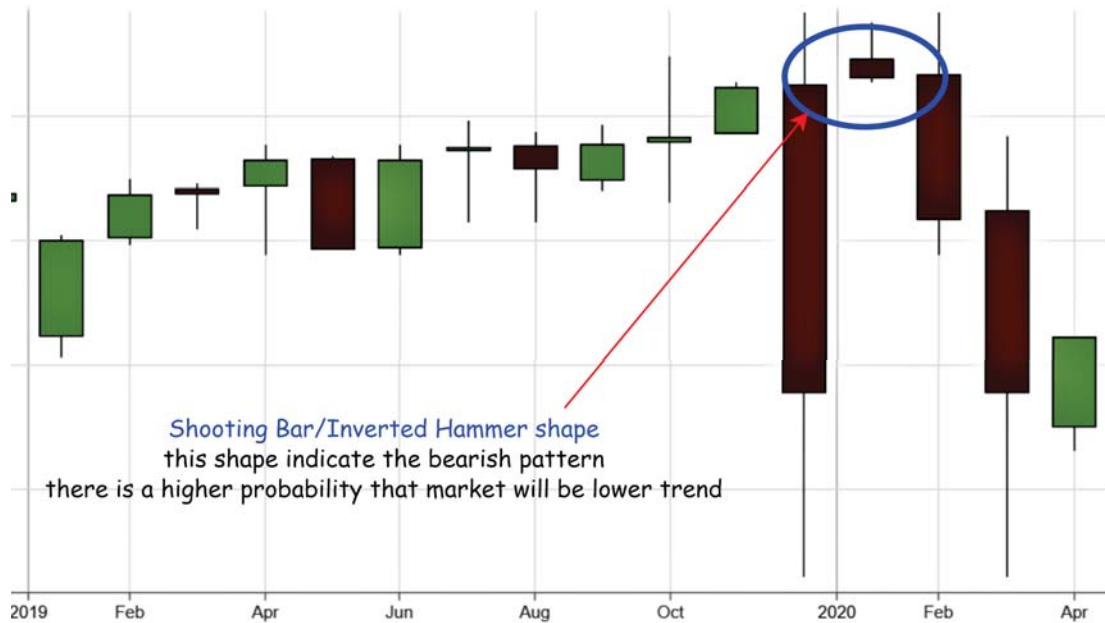 Shooting Bar/Inverted Hammer shape
this shape indicate the bearish pattern
there is a higher probability that market will be lower trend
2019 Feb Apr Jun Aug Oct 2020 Feb Apr